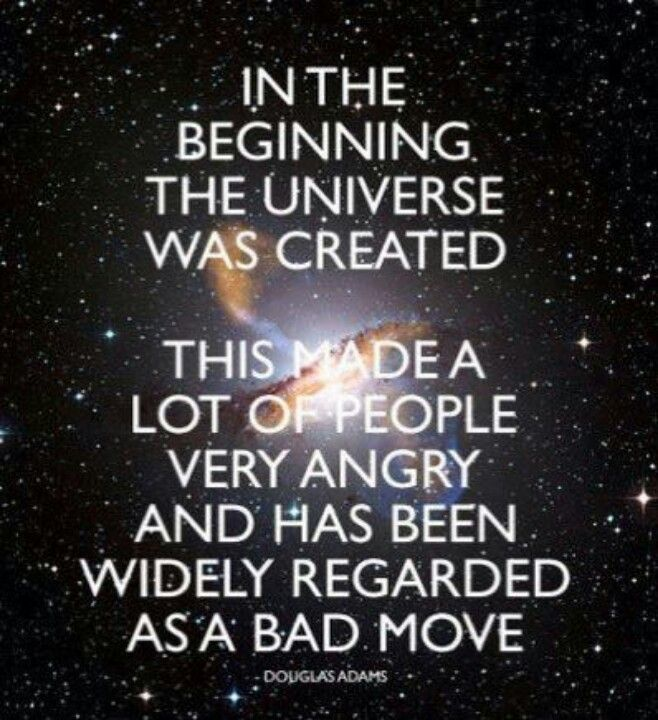 IN THE
BEGINNING
THE UNIVERSE
WAS CREATED
THIS MADE A
LOT OF PEOPLE
VERY ANGRY
AND HAS BEEN
WIDELY REGARDED
AS A BAD MOVE
DOUGLAS ADAMS